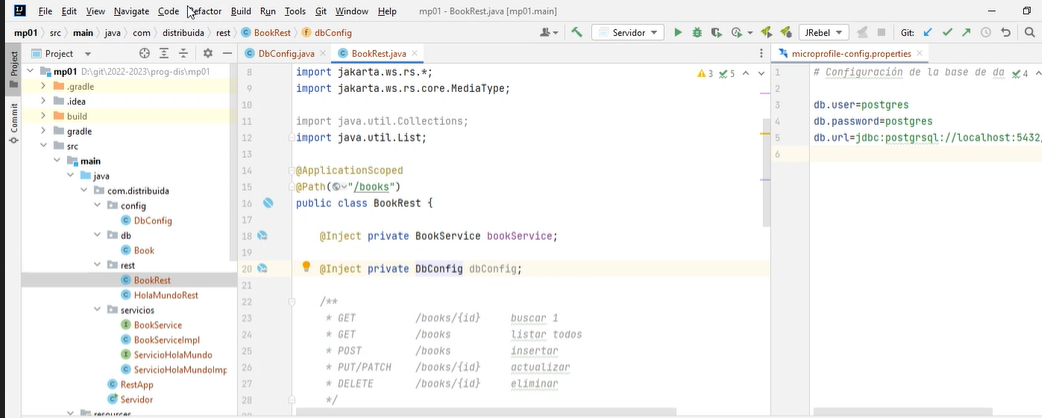 File Edit View Navigate Code Refactor Build Run Tools Git Window Help mp01 - BookRest.java [mp01.main]
mp01 src main java com distribuida rest BookRest dbConfig Servidor JRebel Git:
Project DbConfig.java BookRest.java microprofile-config.properties
Project
Commit
mp01 D:\git\2022-2023\prog-dis\mp01
.gradle
.idea
build
gradle
src
main
java
com.distribuida
config
DbConfig
db
Book
rest
BookRest
HolaMundoRest
servicios
BookService
BookServiceImpl
ServicioHolaMundo
ServicioHolaMundoImp
RestApp
Servidor
resources
3 5
8 import jakarta.ws.rs.*;
9 import jakarta.ws.rs.core.MediaType;
10
11 import java.util.Collections;
12 import java.util.List;
13
14 @ApplicationScoped
15 @Path("/books")
16 public class BookRest {
17
18 @Inject private BookService bookService;
19
20 @Inject private DbConfig dbConfig;
21
22 /**
23 * GET /books/{id} buscar 1
24 * GET /books listar todos
25 * POST /books insertar
26 * PUT/PATCH /books/{id} actualizar
27 * DELETE /books/{id} eliminar
28 */
1 # Configuración de la base de da 4
2
3 db.user=postgres
4 db.password=postgres
5 db.url=jdbc:postgrsql://localhost:5432
6